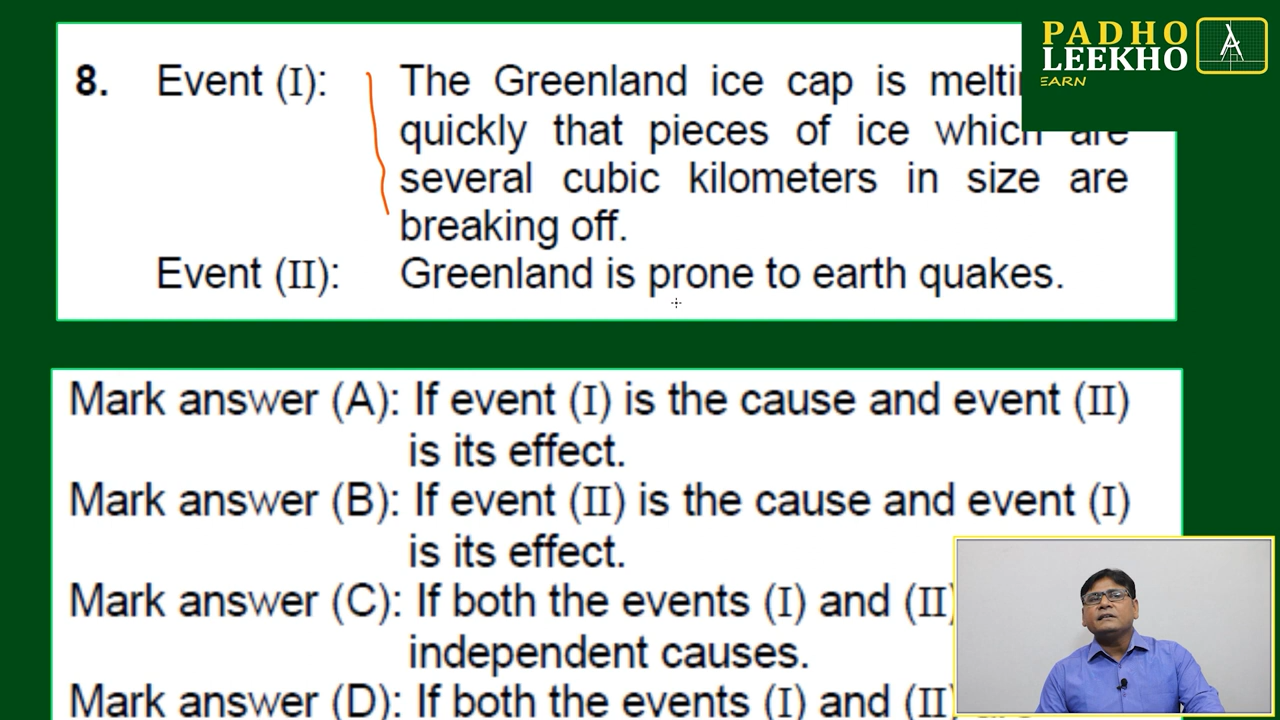 PADHO
LEEKHO
EARN
8. Event (I): The Greenland ice cap is
quickly that pieces of ice which are
several cubic kilometers in size are
breaking off.
Event (II): Greenland is prone to earth quakes.
Mark answer (A): If event (I) is the cause and event (II)
is its effect.
Mark answer (B): If event (II) is the cause and event (I)
is its effect.
Mark answer (C): If both the events (I) and (II)
independent causes.
Mark answer (D): If both the events (I) and (II)